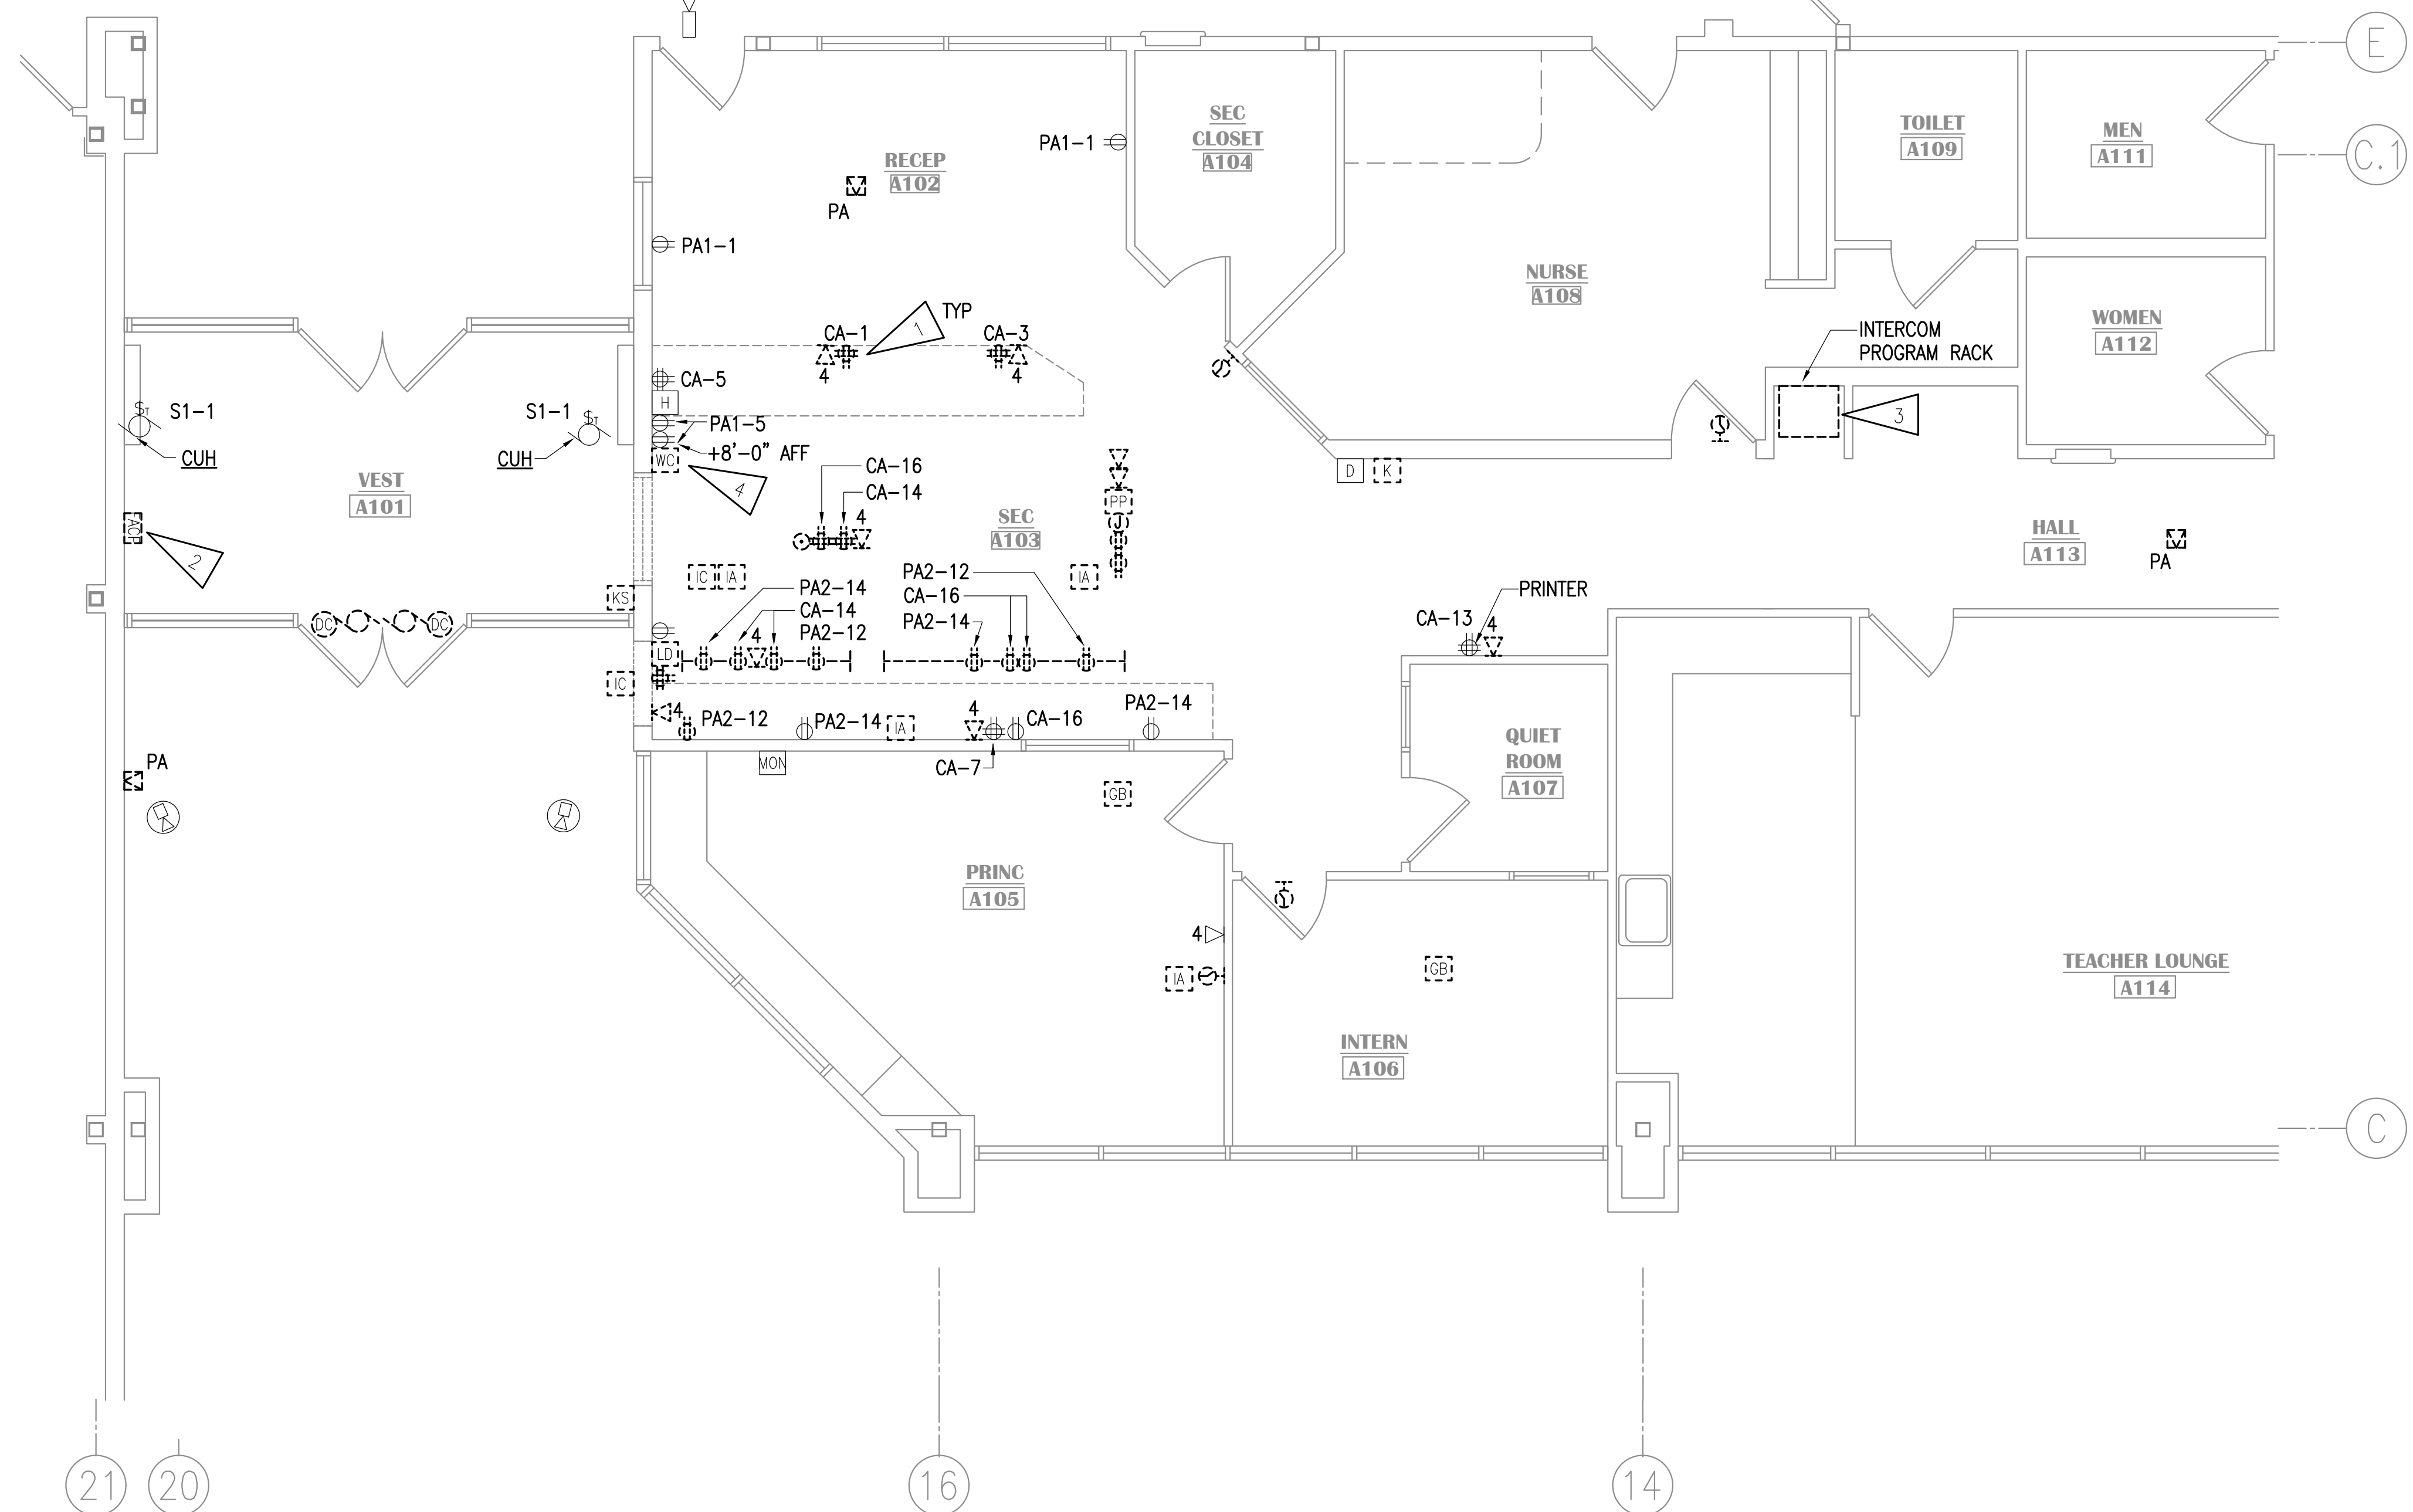 E
SEC
CLOSET
A104
TOILET
A109
MEN
A111
C.1
PA1-1
RECEP
A102
PA
PA1-1
NURSE
A108
WOMEN
A112
TYP
1
CA-1
CA-3
4
4
INTERCOM
PROGRAM RACK
3
CA-5
H
S1-1
$T
S1-1
$T
PA1-5
+8'-0" AFF
WC
CUH
CUH
4
CA-16
CA-14
4
D
K
VEST
A101
PP
J
SEC
A103
FACP
2
HALL
A113
PA
IC
IA
IA
KS
PA2-14
CA-14
PA2-12
4
PA2-12
CA-16
PA2-14
PRINTER
CA-13
4
DC
DC
LD
IC
4
PA2-12
PA2-14
IA
4
CA-16
PA2-14
CA-7
MON
GB
PA
QUIET
ROOM
A107
PRINC
A105
4
IA
GB
TEACHER LOUNGE
A114
INTERN
A106
C
21
20
16
14